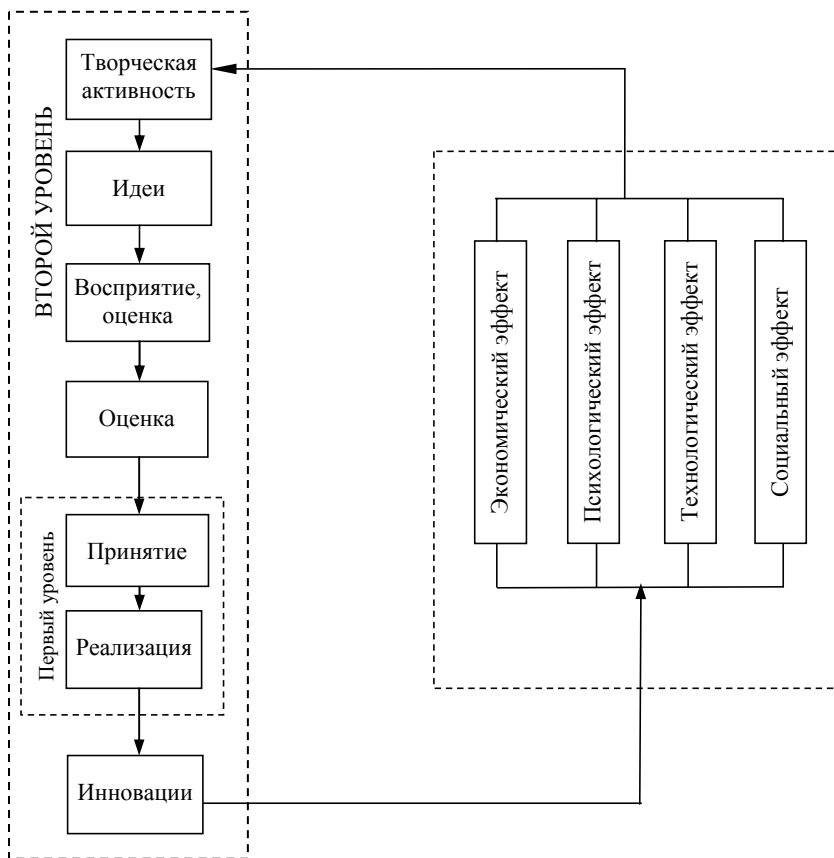 Творческая
активность
ВТОРОЙ УРОВЕНЬ
Идеи
Восприятие,
оценка
Оценка
Первый уровень
Принятие
Реализация
Инновации
Экономический эффект
Психологический эффект
Технологический эффект
Социальный эффект